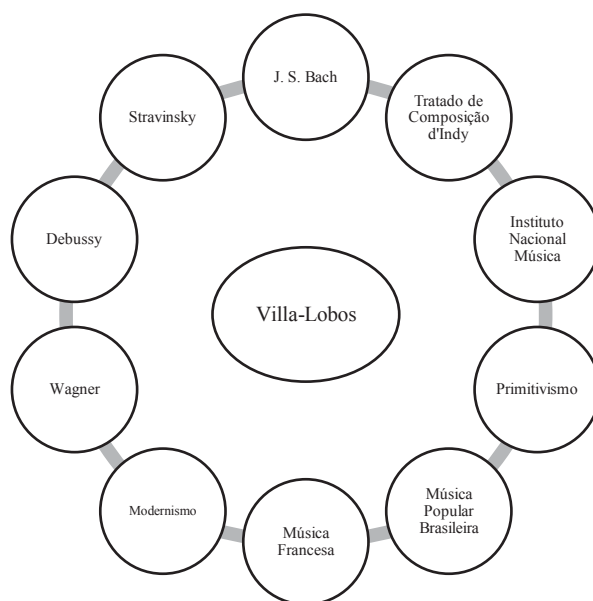 J. S. Bach
Tratado de
Composição
d'Indy
Instituto
Nacional
Música
Primitivismo
Música
Popular
Brasileira
Música
Francesa
Modernismo
Wagner
Debussy
Stravinsky
Villa-Lobos